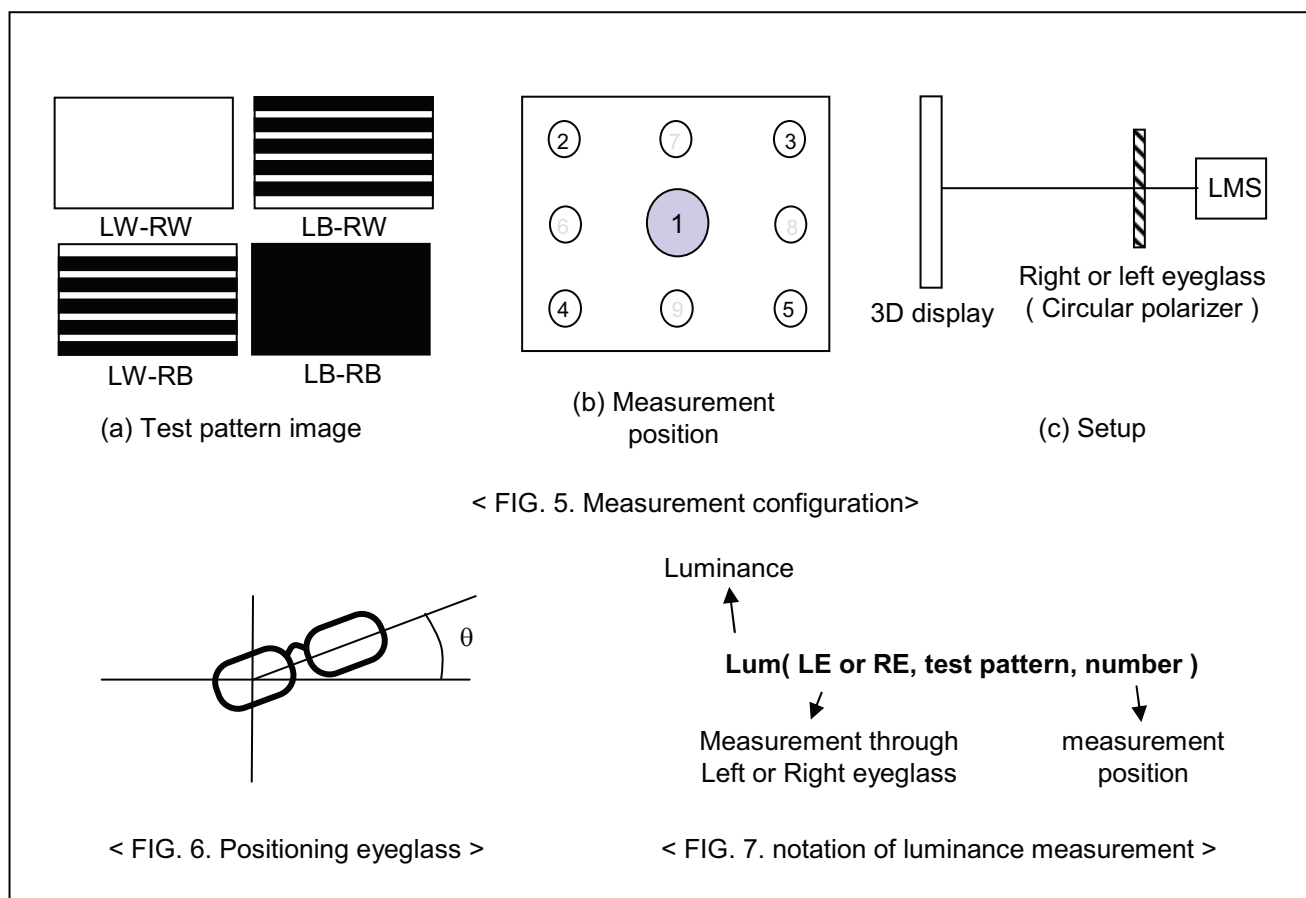 LW-RW
LB-RW
LW-RB
LB-RB
(a) Test pattern image
2
7
3
6
1
8
4
9
5
(b) Measurement
position
LMS
3D display
Right or left eyeglass
( Circular polarizer )
(c) Setup
< FIG. 5. Measurement configuration>
θ
< FIG. 6. Positioning eyeglass >
Luminance
Lum( LE or RE, test pattern, number )
Measurement through
Left or Right eyeglass
measurement
position
< FIG. 7. notation of luminance measurement >